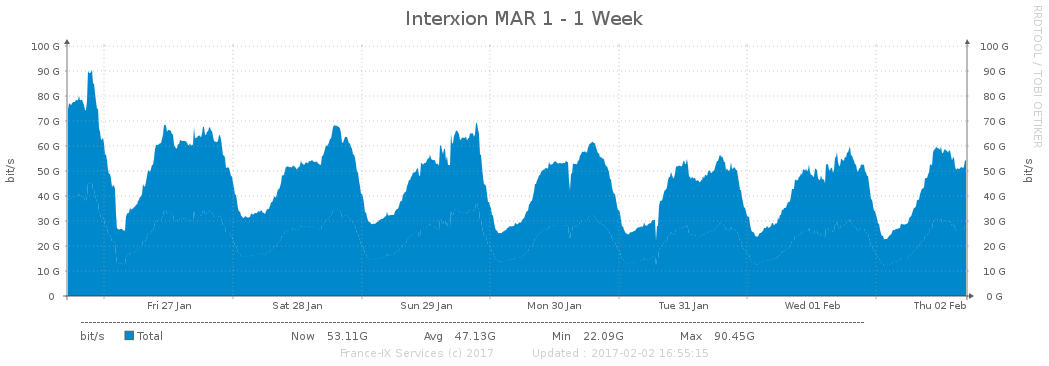 Interxion MAR 1 - 1 Week
RRDTOOL / TOBI OETIKER
bit/s
bit/s
100 G 100 G
90 G 90 G
80 G 80 G
70 G 70 G
60 G 60 G
50 G 50 G
40 G 40 G
30 G 30 G
20 G 20 G
10 G 10 G
0 0 G
Fri 27 Jan Sat 28 Jan Sun 29 Jan Mon 30 Jan Tue 31 Jan Wed 01 Feb Thu 02 Feb
bit/s Total Now 53.11G Avg 47.13G Min 22.09G Max 90.45G
France-IX Services (c) 2017 Updated : 2017-02-02 16:55:15